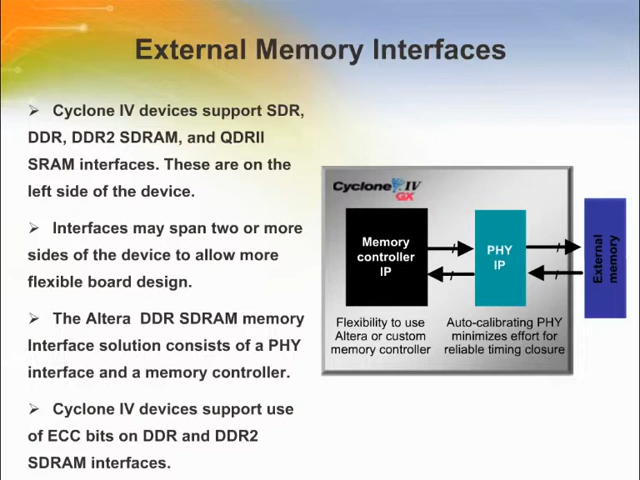 External Memory Interfaces
Cyclone IV devices support SDR,
DDR, DDR2 SDRAM, and QDRII
SRAM interfaces. These are on the
left side of the device.
Interfaces may span two or more
sides of the device to allow more
flexible board design.
The Altera DDR SDRAM memory
Interface solution consists of a PHY
interface and a memory controller.
Cyclone IV devices support use
of ECC bits on DDR and DDR2
SDRAM interfaces.
Cyclone IV
GX
Memory
controller
IP
PHY
IP
External
memory
Flexibility to use
Altera or custom
memory controller
Auto-calibrating PHY
minimizes effort for
reliable timing closure